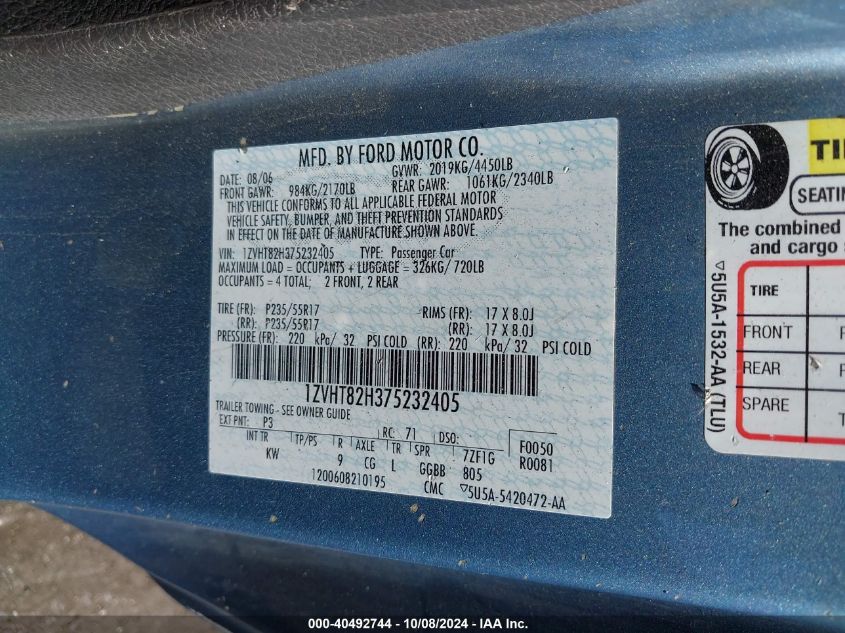 MFD. BY FORD MOTOR CO.
DATE: 08/06 GVWR: 2019KG/4450LB
FRONT GAWR: 984KG/2170LB REAR GAWR: 1061KG/2340LB
THIS VEHICLE CONFORMS TO ALL APPLICABLE FEDERAL MOTOR
VEHICLE SAFETY, BUMPER, AND THEFT PREVENTION STANDARDS
IN EFFECT ON THE DATE OF MANUFACTURE SHOWN ABOVE.
VIN: 1ZVHT82H375232405 TYPE: Passenger Car
MAXIMUM LOAD = OCCUPANTS + LUGGAGE = 326KG/720LB
OCCUPANTS = 4 TOTAL; 2 FRONT, 2 REAR
TIRE (FR): P235/55R17 RIMS (FR): 17 X 8.0J
(RR): P235/55R17 (RR): 17 X 8.0J
PRESSURE (FR): 220 kPa/ 32 PSI COLD (RR): 220 kPa/ 32 PSI COLD
1ZVHT82H375232405
TRAILER TOWING - SEE OWNER GUIDE
EXT PNT: P3 RC: 71 DSO: F0050
INT TR TP/PS R AXLE TR SPR 7ZF1G R0081
KW 9 CG L GGBB 805
1200608210195 CMC ▽5U5A-5420472-AA
TI
SEATIN
The combined
and cargo
TIRE
FRONT
REAR
SPARE
▽5U5A-1532-AA (TLU)
000-40492744 - 10/08/2024 - IAA Inc.